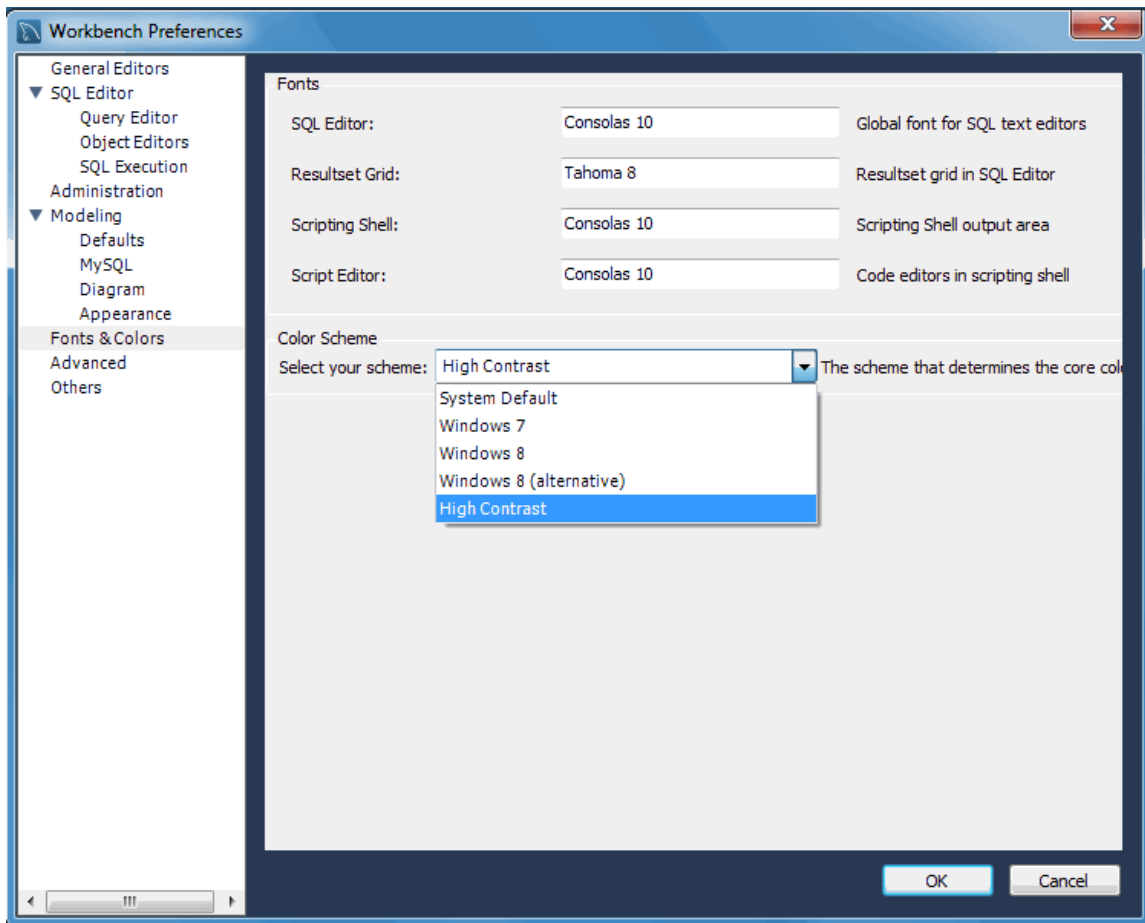 Workbench Preferences
General Editors
SQL Editor
Query Editor
Object Editors
SQL Execution
Administration
Modeling
Defaults
MySQL
Diagram
Appearance
Fonts & Colors
Advanced
Others
Fonts
SQL Editor: Consolas 10 Global font for SQL text editors
Resultset Grid: Tahoma 8 Resultset grid in SQL Editor
Scripting Shell: Consolas 10 Scripting Shell output area
Script Editor: Consolas 10 Code editors in scripting shell
Color Scheme
Select your scheme: High Contrast The scheme that determines the core
System Default
Windows 7
Windows 8
Windows 8 (alternative)
High Contrast
OK Cancel